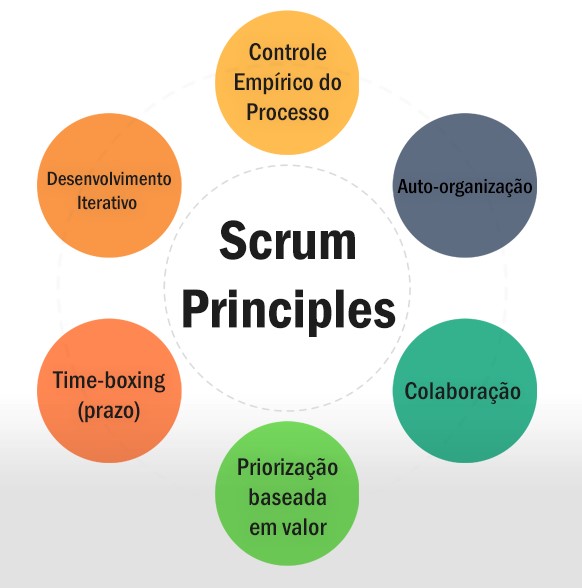 Scrum
Principles
Controle
Empírico do
Processo
Auto-organização
Colaboração
Priorização
baseada
em valor
Time-boxing
(prazo)
Desenvolvimento
Iterativo